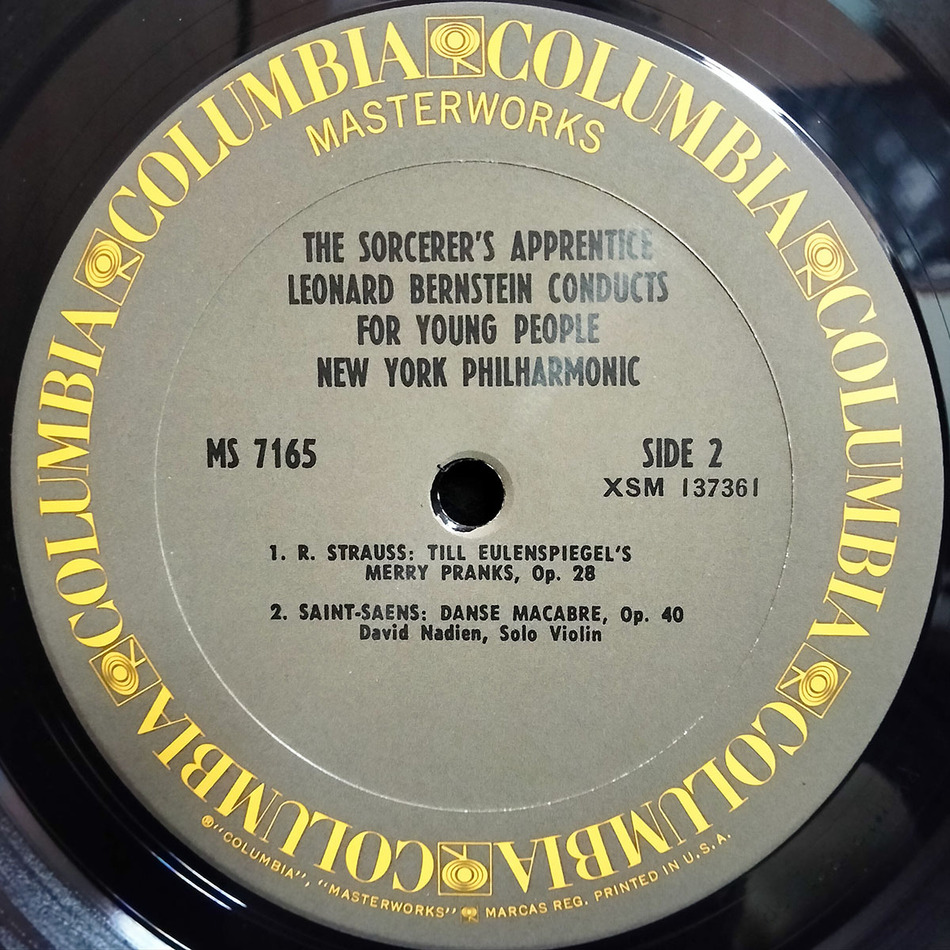 COLUMBIA COLUMBIA COLUMBIA COLUMBIA COLUMBIA COLUMBIA
MASTERWORKS
THE SORCERER'S APPRENTICE
LEONARD BERNSTEIN CONDUCTS
FOR YOUNG PEOPLE
NEW YORK PHILHARMONIC
MS 7165
SIDE 2
XSM 137361
1. R. STRAUSS: TILL EULENSPIEGEL'S
MERRY PRANKS, Op. 28
2. SAINT-SAENS: DANSE MACABRE, Op. 40
David Nadien, Solo Violin
®"COLUMBIA", "MASTERWORKS" MARCAS REG. PRINTED IN U.S.A.